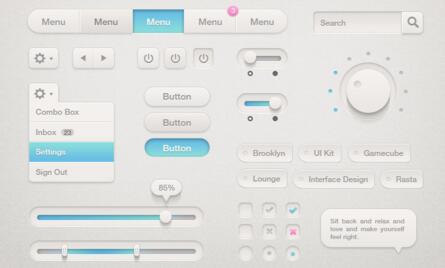 Menu Menu Menu Menu Menu
3
Search
Combo Box
Inbox 23
Settings
Sign Out
Button
Button
Button
85%
Brooklyn UI Kit Gamecube
Lounge Interface Design Rasta
Sit back and relax and
love and make yourself
feel right.